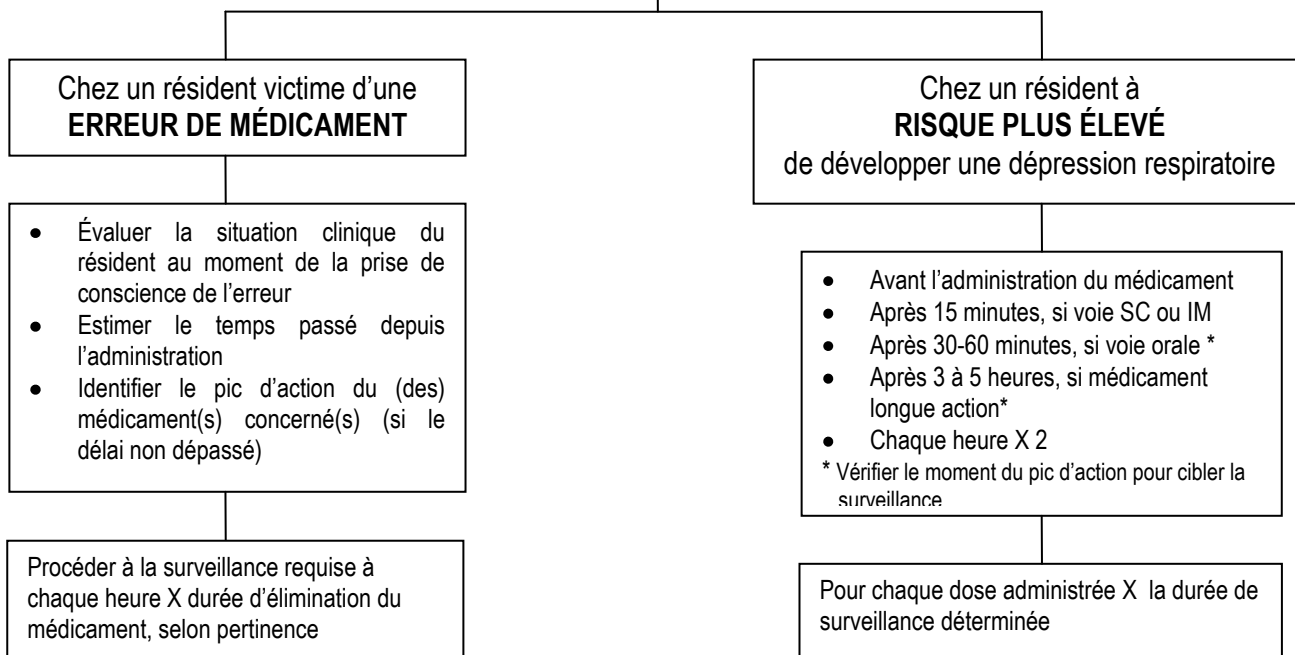 Chez un résident victime d'une
ERREUR DE MÉDICAMENT
● Évaluer la situation clinique du
résident au moment de la prise de
conscience de l'erreur
● Estimer le temps passé depuis
l'administration
● Identifier le pic d'action du (des)
médicament(s) concerné(s) (si le
délai non dépassé)
Procéder à la surveillance requise à
chaque heure X durée d'élimination du
médicament, selon pertinence
Chez un résident à
RISQUE PLUS ÉLEVÉ
de développer une dépression respiratoire
● Avant l'administration du médicament
● Après 15 minutes, si voie SC ou IM
● Après 30-60 minutes, si voie orale *
● Après 3 à 5 heures, si médicament
longue action*
● Chaque heure X 2
* Vérifier le moment du pic d'action pour cibler la
surveillance
Pour chaque dose administrée X la durée de
surveillance déterminée